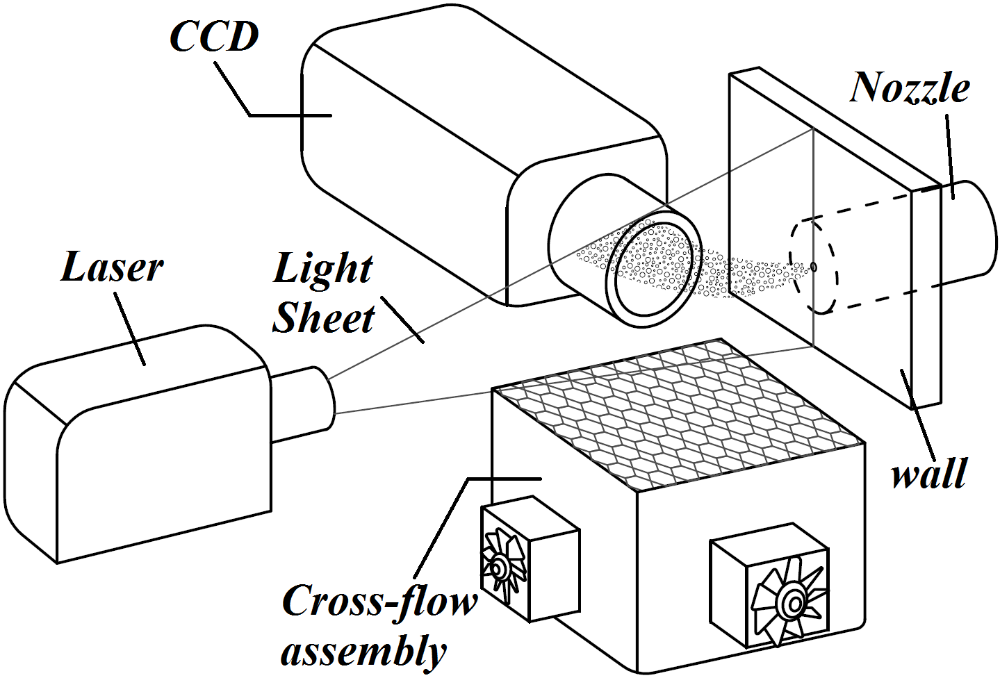 CCD
Nozzle
Laser
Light
Sheet
wall
Cross-flow
assembly